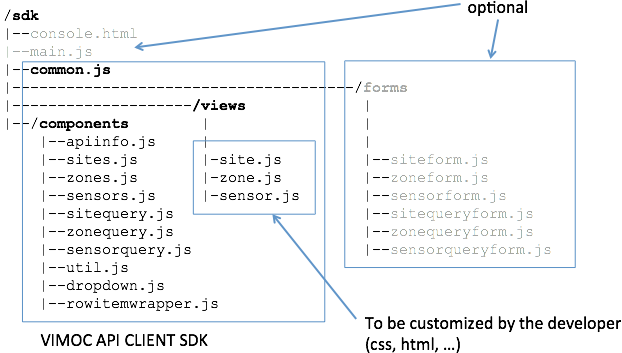 optional
/sdk
|--console.html
|--main.js
|--common.js
|--------------------------------------/forms
|--------------------/views |
|--/components | |
|--apiinfo.js | |
|--sites.js |-site.js |--siteform.js
|--zones.js |-zone.js |--zoneform.js
|--sensors.js |-sensor.js |--sensorform.js
|--sitequery.js |--sitequeryform.js
|--zonequery.js |--zonequeryform.js
|--sensorquery.js |--sensorqueryform.js
|--util.js
|--dropdown.js
|--rowitemwrapper.js
To be customized by the developer
(css, html, …)
VIMOC API CLIENT SDK